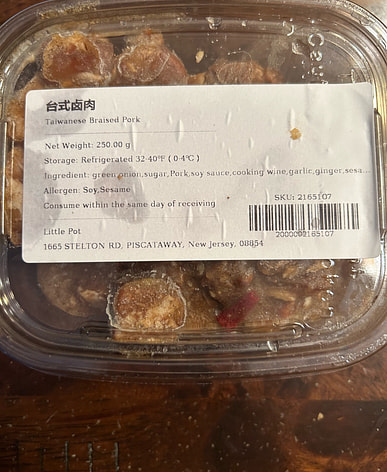 台式卤肉
Taiwanese Braised Pork
Net Weight: 250.00 g
Storage: Refrigerated 32-40°F ( 0-4℃ )
Ingredient: green onion,sugar,Pork,soy sauce,cooking wine,garlic,ginger,sesa...
Allergen: Soy,Sesame
Consume within the same day of receiving
SKU: 2165107
2000002165107
Little Pot
1665 STELTON RD, PISCATAWAY, New Jersey, 08854